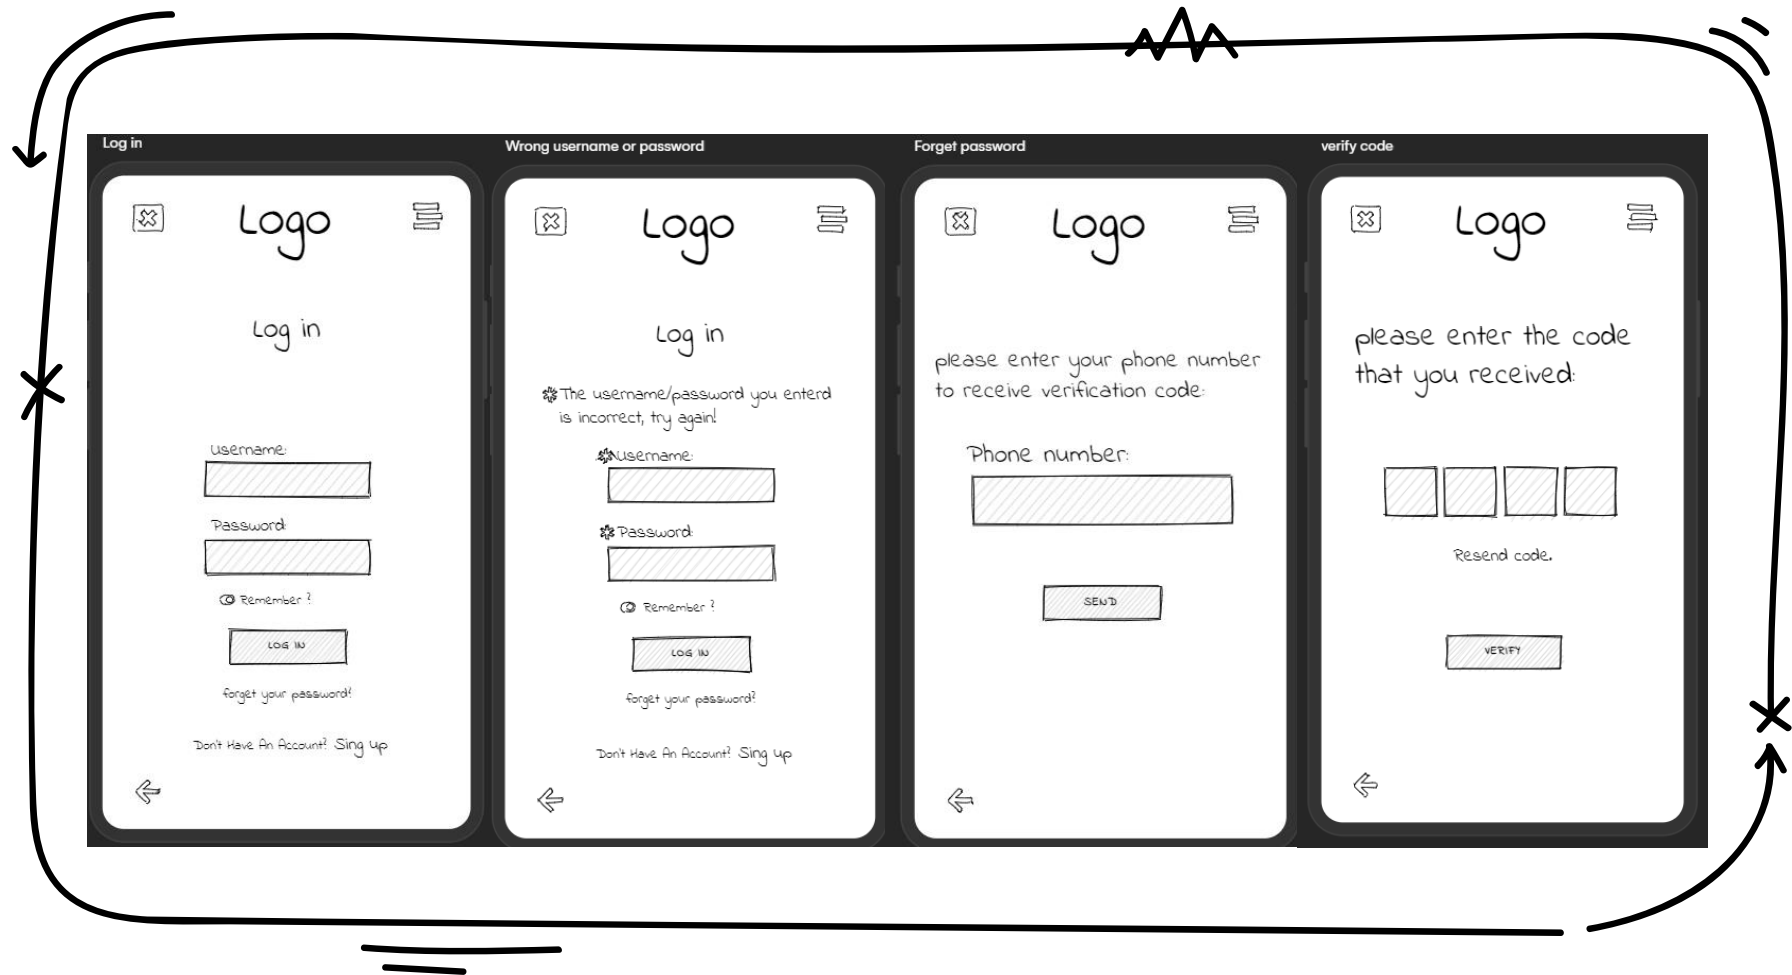 Log in
Logo
Log in
Username:
Password:
Remember ?
LOG IN
forget your password?
Don't Have An Account? Sing up
Wrong username or password
Logo
Log in
The username/password you enterd
is incorrect, try again!
Username:
Password:
Remember ?
LOG IN
forget your password?
Don't Have An Account? Sing up
Forget password
Logo
please enter your phone number
to receive verification code:
Phone number:
SEND
verify code
Logo
please enter the code
that you received:
Resend code.
VERIFY